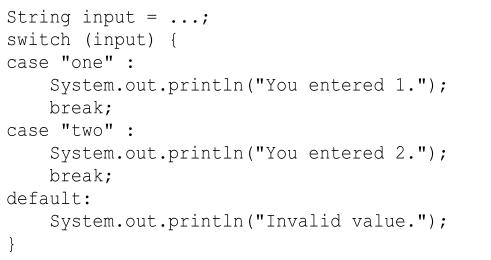 String input = ...;
switch (input) {
case "one" :
    System.out.println("You entered 1.");
    break;
case "two" :
    System.out.println("You entered 2.");
    break;
default:
    System.out.println("Invalid value.");
}